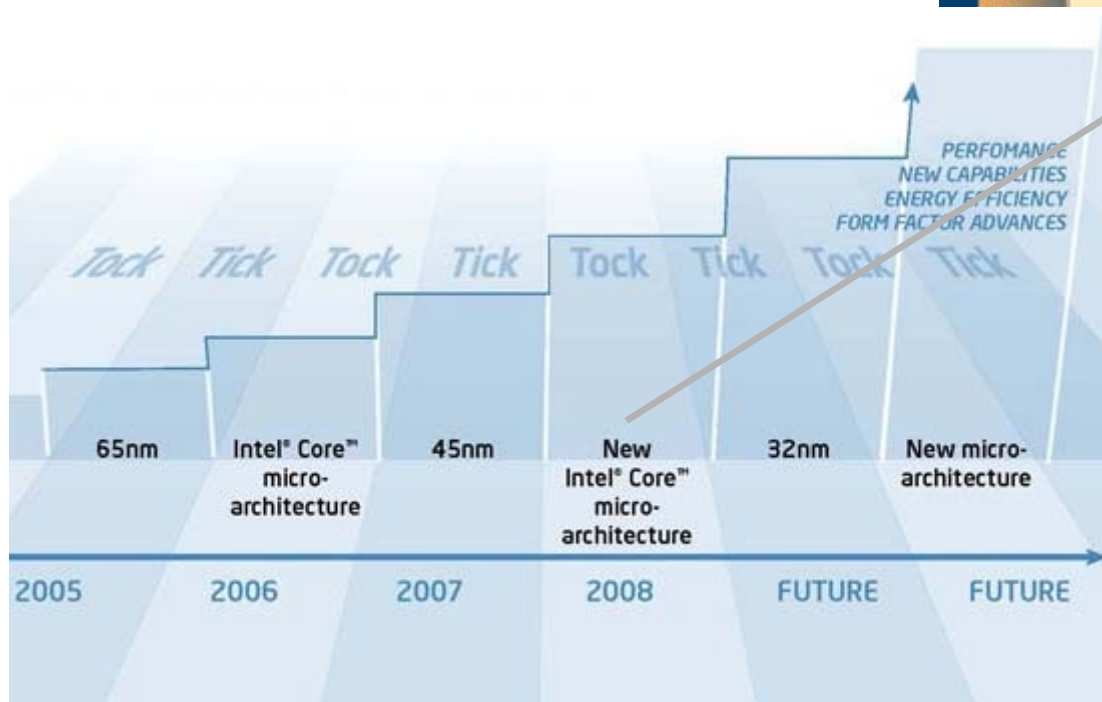 PERFOMANCE
NEW CAPABILITIES
ENERGY EFFICIENCY
FORM FACTOR ADVANCES
Tock Tick Tock Tick Tock Tick Tock Tick
65nm
Intel® Core™
micro-
architecture
45nm
New
Intel® Core™
micro-
architecture
32nm
New micro-
architecture
2005 2006 2007 2008 FUTURE FUTURE